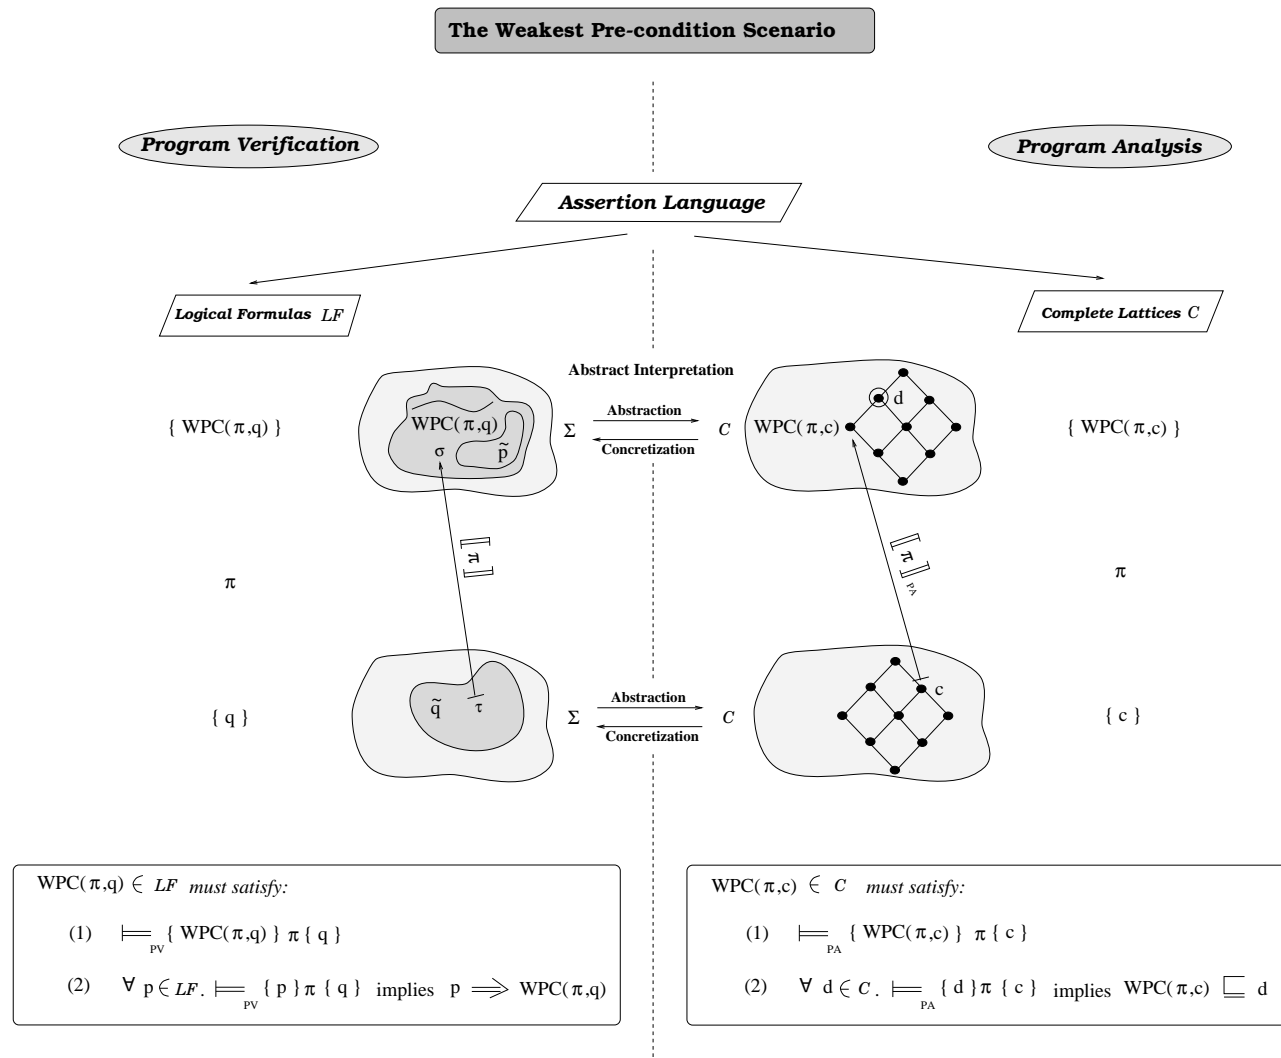 The Weakest Pre-condition Scenario
Program Verification
Program Analysis
Assertion Language
Logical Formulas LF
Complete Lattices C
Abstract Interpretation
{ WPC(π,q) }
WPC(π,q)
σ
p̃
Σ
Abstraction
Concretization
C
WPC(π,c)
d
{ WPC(π,c) }
π
⟦π⟧
⟦π⟧PA
π
{ q }
q̃
τ
Σ
Abstraction
Concretization
C
c
{ c }
WPC(π,q) ∈ LF must satisfy:
(1) ⊨PV { WPC(π,q) } π { q }
(2) ∀ p ∈ LF. ⊨PV { p } π { q } implies p ⟹ WPC(π,q)
WPC(π,c) ∈ C must satisfy:
(1) ⊨PA { WPC(π,c) } π { c }
(2) ∀ d ∈ C. ⊨PA { d } π { c } implies WPC(π,c) ⊑ d